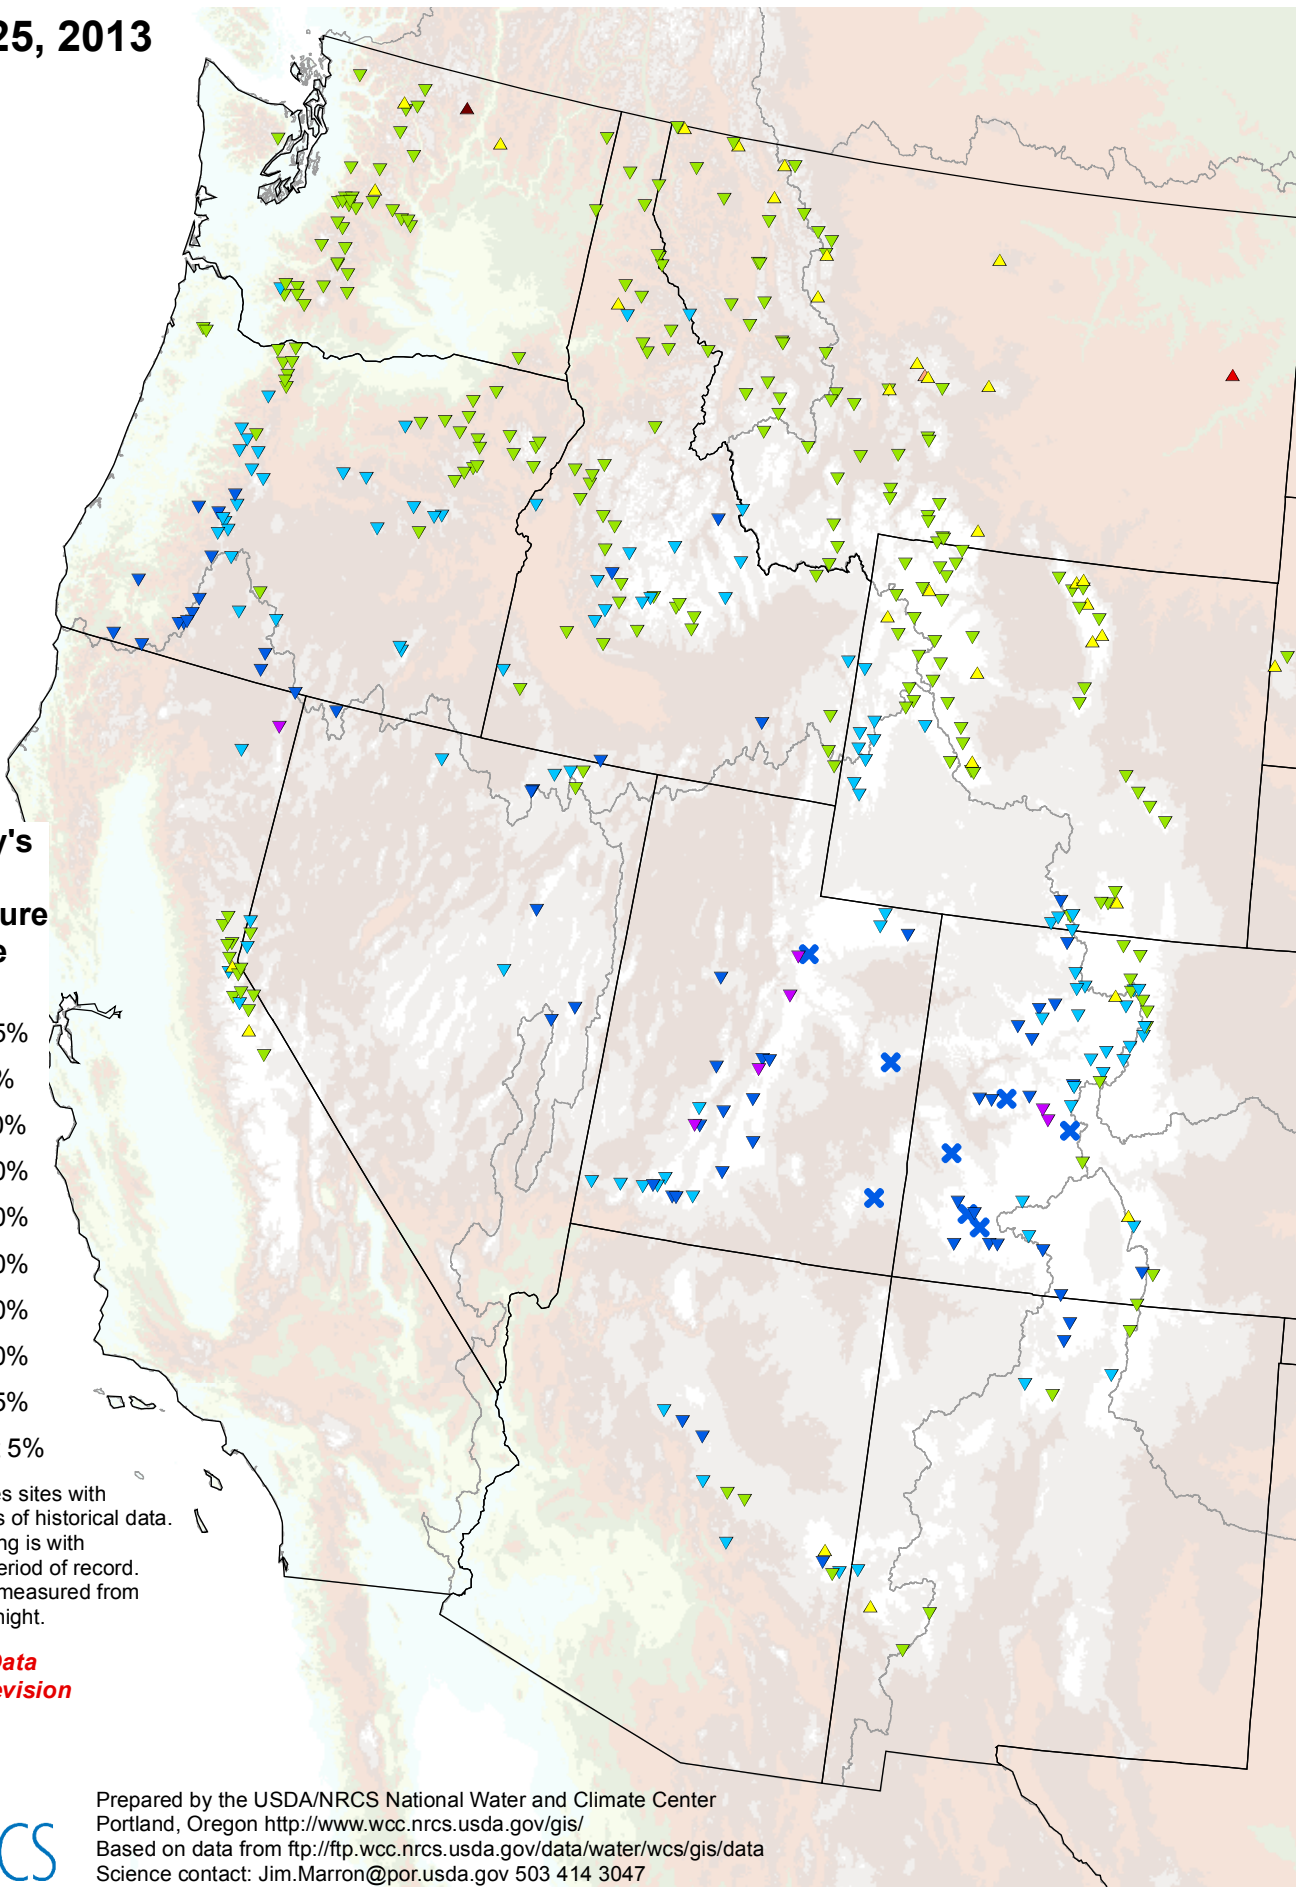 25, 2013
y's
ure
e
5%
%
0%
0%
0%
0%
0%
0%
5%
5%
es sites with
s of historical data.
ng is with
eriod of record.
measured from
night.
Data
evision
CS
Prepared by the USDA/NRCS National Water and Climate Center
Portland, Oregon http://www.wcc.nrcs.usda.gov/gis/
Based on data from ftp://ftp.wcc.nrcs.usda.gov/data/water/wcs/gis/data
Science contact: Jim.Marron@por.usda.gov 503 414 3047